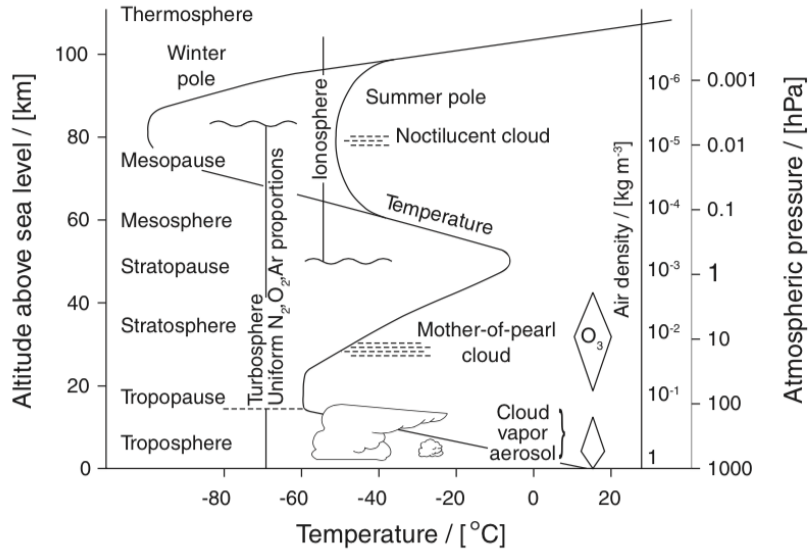 Thermosphere
Winter
pole
Summer pole
Noctilucent cloud
Ionosphere
Mesopause
Mesosphere
Temperature
Stratopause
Stratosphere
Turbosphere
Uniform N2,O2,Ar proportions
Mother-of-pearl
cloud
O3
Tropopause
Troposphere
Cloud
vapor
aerosol
Altitude above sea level / [km]
100
80
60
40
20
0
-80
-60
-40
-20
0
20
Temperature / [°C]
Air density / [kg m-3]
10-6
10-5
10-4
10-3
10-2
10-1
1
0.001
0.01
0.1
1
10
100
1000
Atmospheric pressure / [hPa]